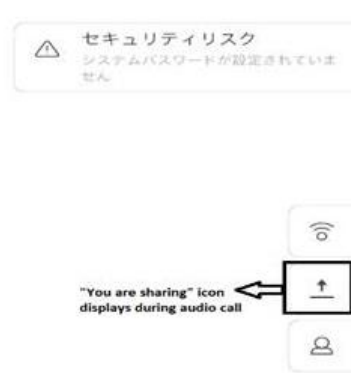 セキュリティリスク
システムパスワードが設定されていま
せん
"You are sharing" icon
displays during audio call